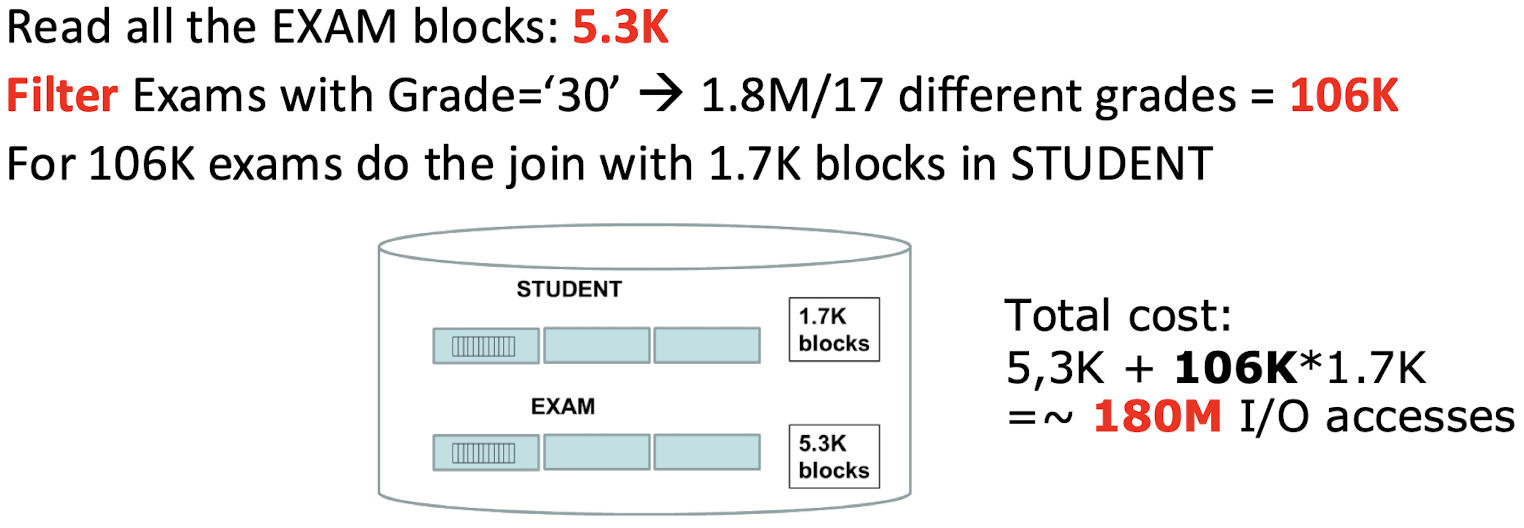 Read all the EXAM blocks: 5.3K
Filter Exams with Grade=‘30’ → 1.8M/17 different grades = 106K
For 106K exams do the join with 1.7K blocks in STUDENT
STUDENT
1.7K
blocks
EXAM
5.3K
blocks
Total cost:
5,3K + 106K*1.7K
=~ 180M I/O accesses